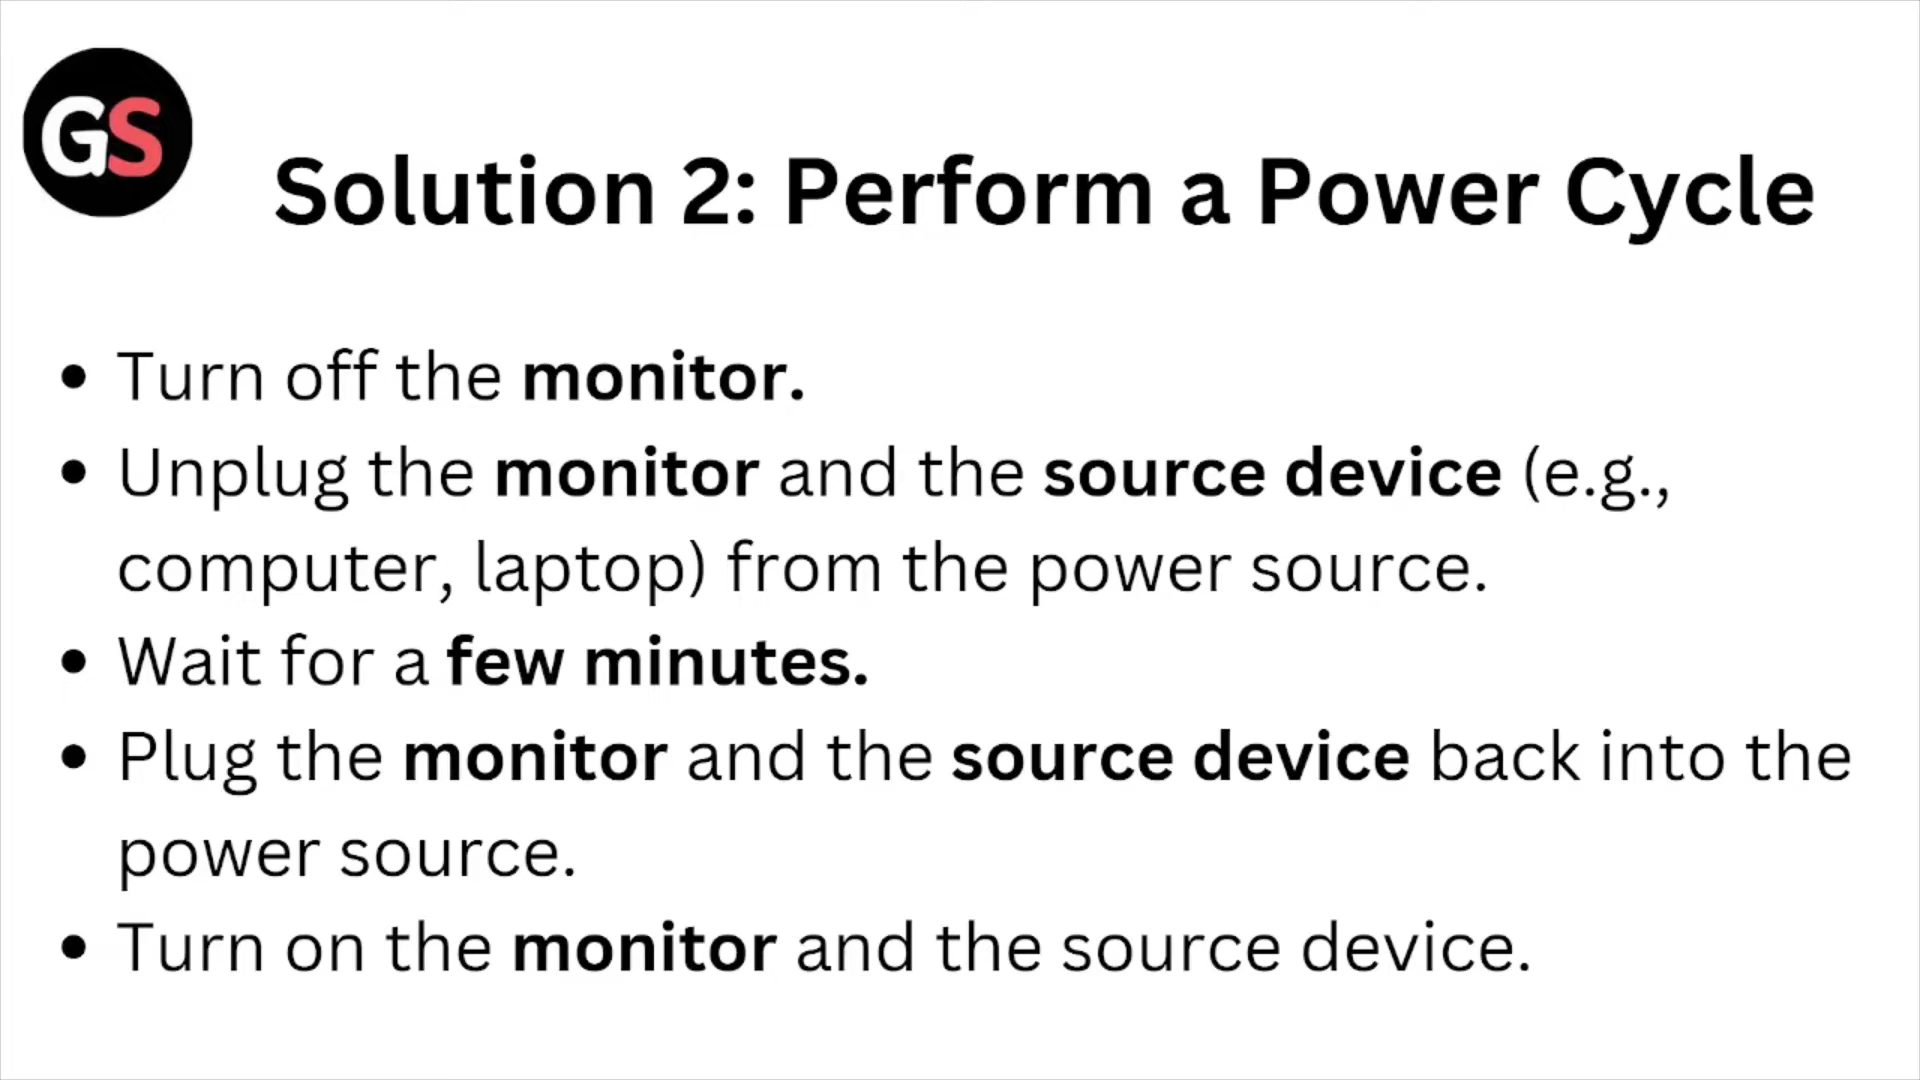 GS
Solution 2: Perform a Power Cycle
• Turn off the monitor.
• Unplug the monitor and the source device (e.g.,
computer, laptop) from the power source.
• Wait for a few minutes.
• Plug the monitor and the source device back into the
power source.
• Turn on the monitor and the source device.